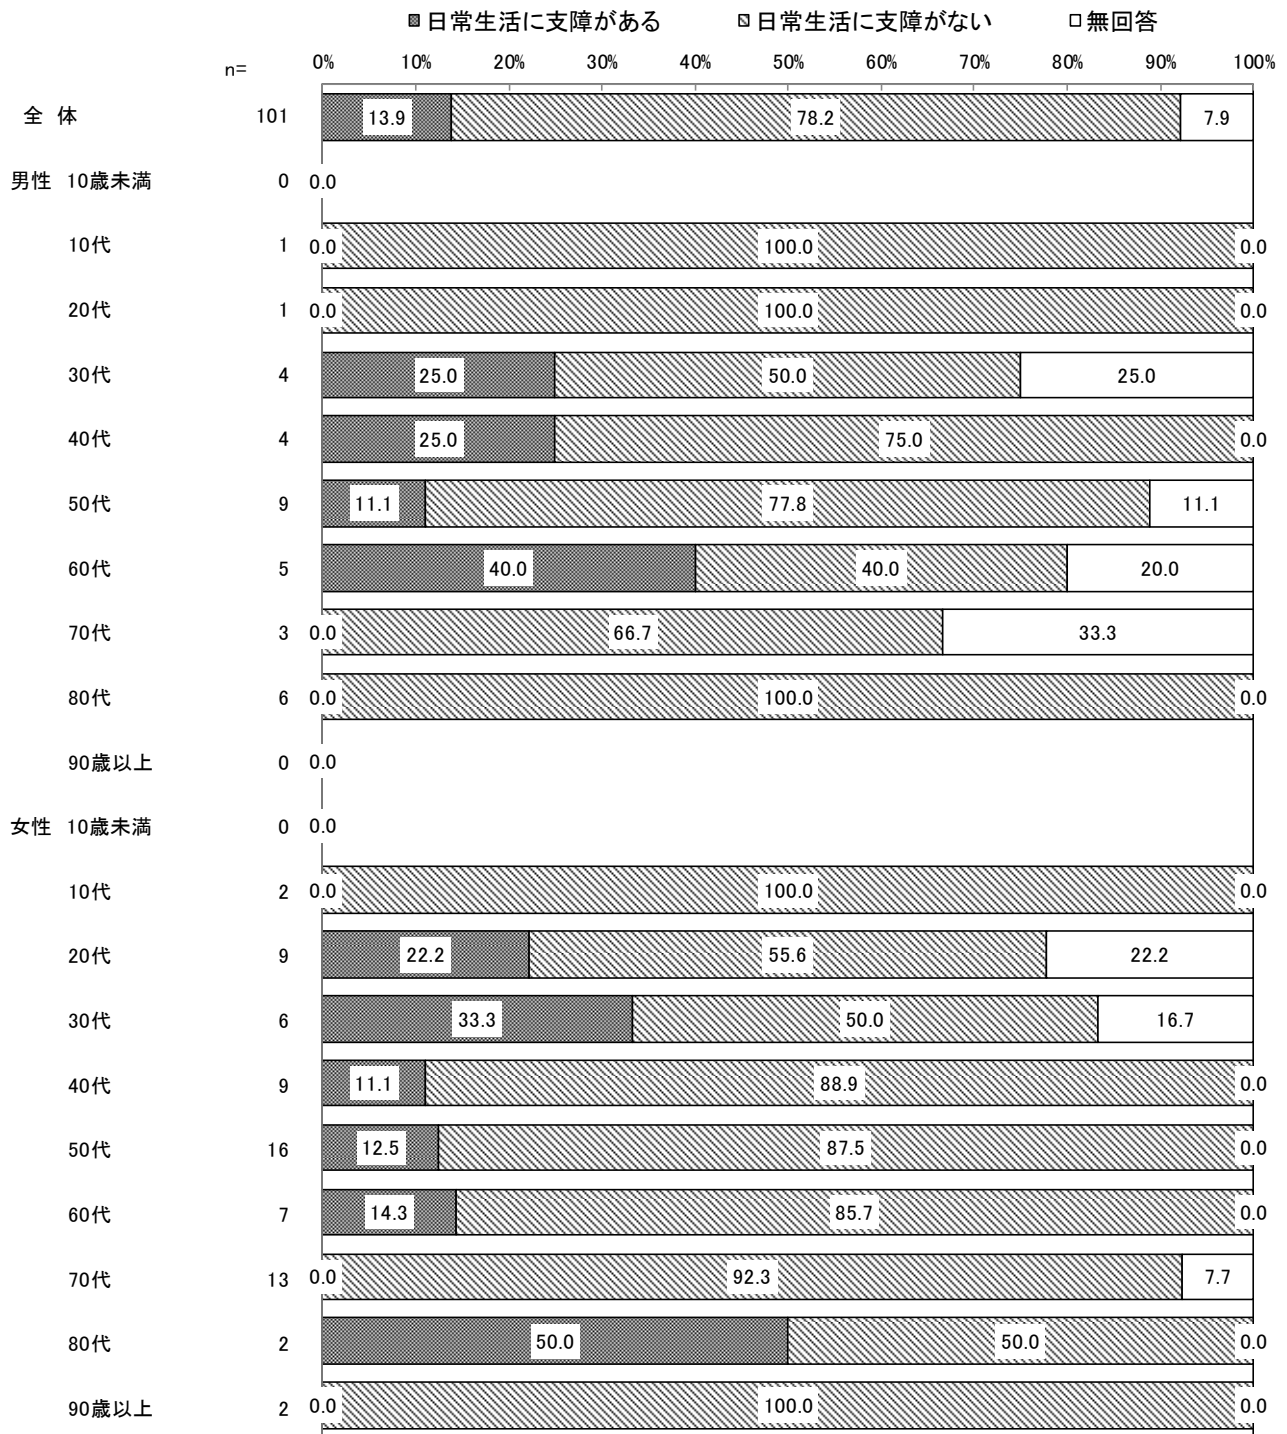 日常生活に支障がある 日常生活に支障がない 無回答
n= 0% 10% 20% 30% 40% 50% 60% 70% 80% 90% 100%
全 体 101 13.9 78.2 7.9
男性 10歳未満 0 0.0
10代 1 0.0 100.0 0.0
20代 1 0.0 100.0 0.0
30代 4 25.0 50.0 25.0
40代 4 25.0 75.0 0.0
50代 9 11.1 77.8 11.1
60代 5 40.0 40.0 20.0
70代 3 0.0 66.7 33.3
80代 6 0.0 100.0 0.0
90歳以上 0 0.0
女性 10歳未満 0 0.0
10代 2 0.0 100.0 0.0
20代 9 22.2 55.6 22.2
30代 6 33.3 50.0 16.7
40代 9 11.1 88.9 0.0
50代 16 12.5 87.5 0.0
60代 7 14.3 85.7 0.0
70代 13 0.0 92.3 7.7
80代 2 50.0 50.0 0.0
90歳以上 2 0.0 100.0 0.0